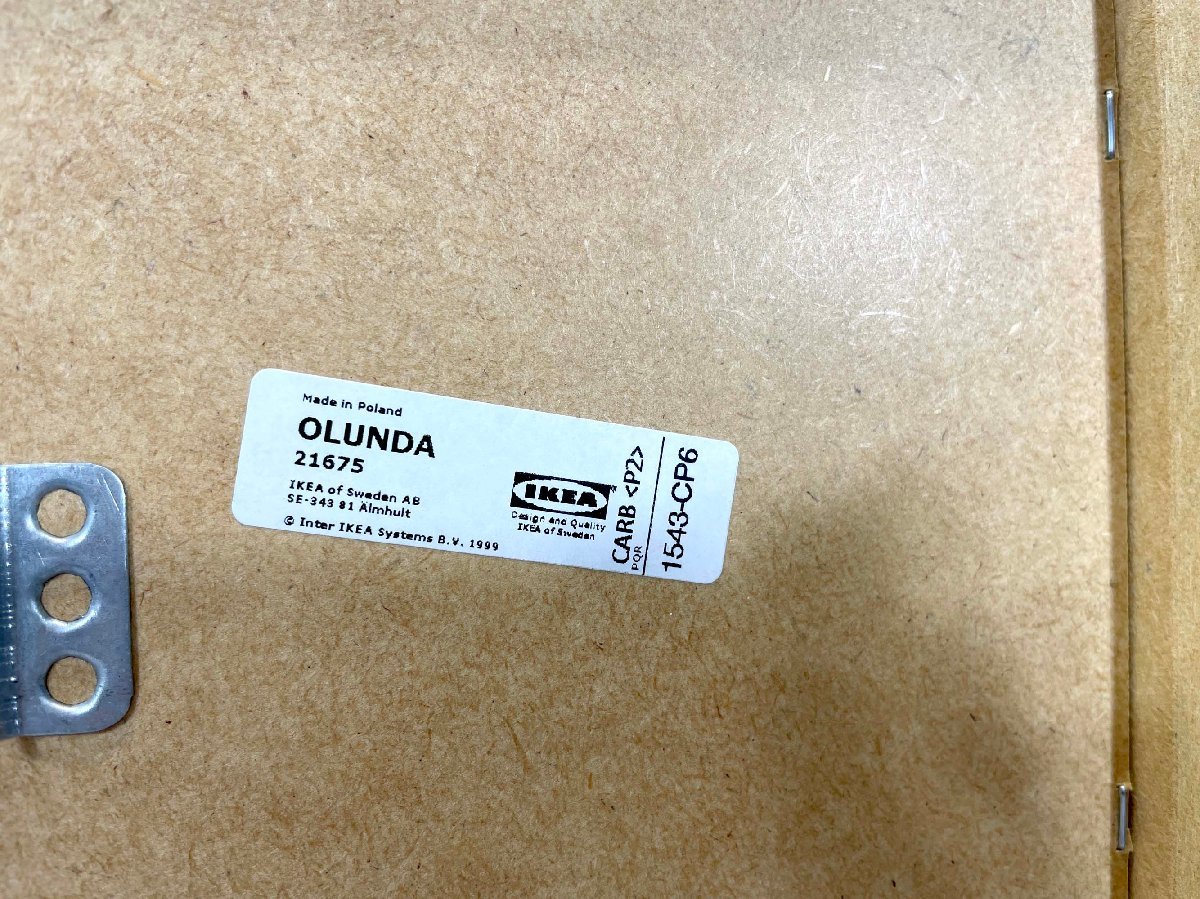 Made in Poland
OLUNDA
21675
IKEA of Sweden AB
SE-343 81 Älmhult
© Inter IKEA Systems B.V. 1999
IKEA
Design and Quality
IKEA of Sweden
CARB <P2>
PQR
1543-CP6